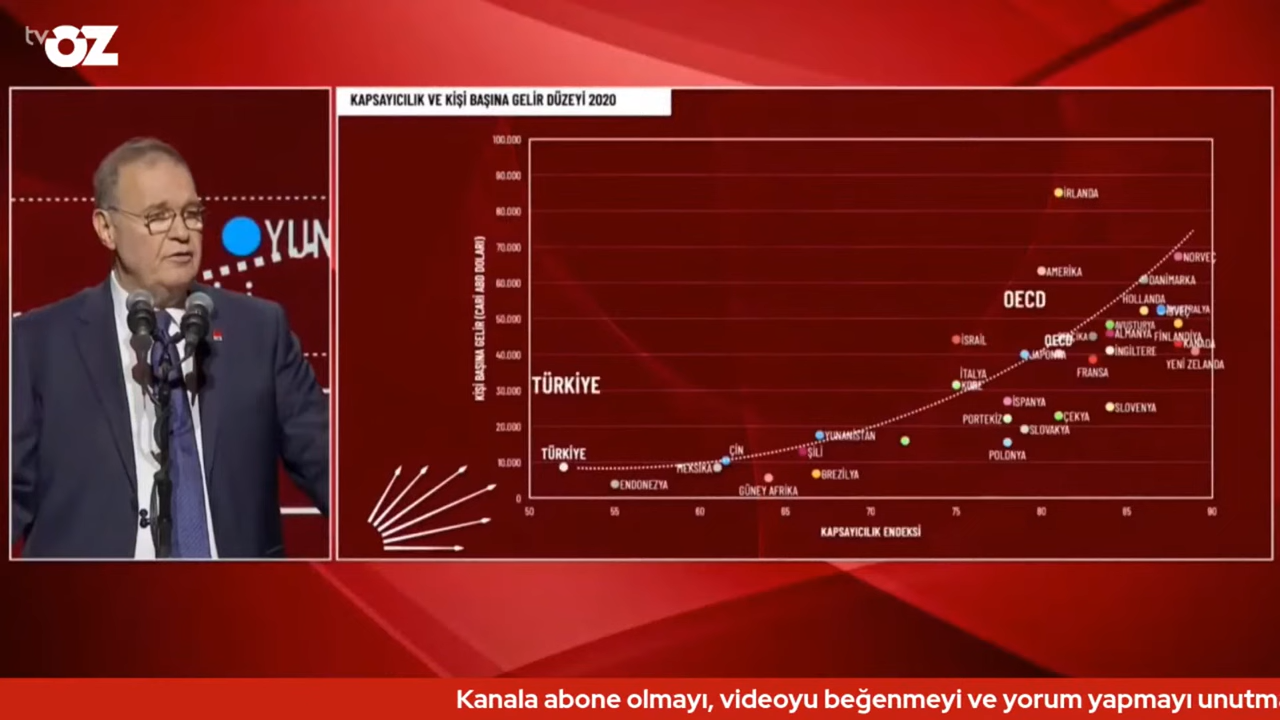 tv ÖZ
YUN
KAPSAYICILIK VE KİŞİ BAŞINA GELİR DÜZEYİ 2020
KİŞİ BAŞINA GELİR (CARİ ABD DOLARI)
100.000
90.000
80.000
70.000
60.000
50.000
40.000
30.000
20.000
10.000
0
İRLANDA
NORVEÇ
AMERİKA
DANİMARKA
OECD
HOLLANDA
İSVEÇ
AVUSTURYA
ALMANYA
FİNLANDİYA
İSRAİL
OECD
KANADA
JAPONYA
İNGİLTERE
YENİ ZELANDA
FRANSA
İTALYA
KORE
TÜRKİYE
İSPANYA
SLOVENYA
PORTEKİZ
ÇEKYA
SLOVAKYA
YUNANİSTAN
POLONYA
TÜRKİYE
ÇİN
ŞİLİ
MEKSİKA
BREZİLYA
ENDONEZYA
GÜNEY AFRİKA
50 55 60 65 70 75 80 85 90
KAPSAYICILIK ENDEKSİ
Kanala abone olmayı, videoyu beğenmeyi ve yorum yapmayı unutm